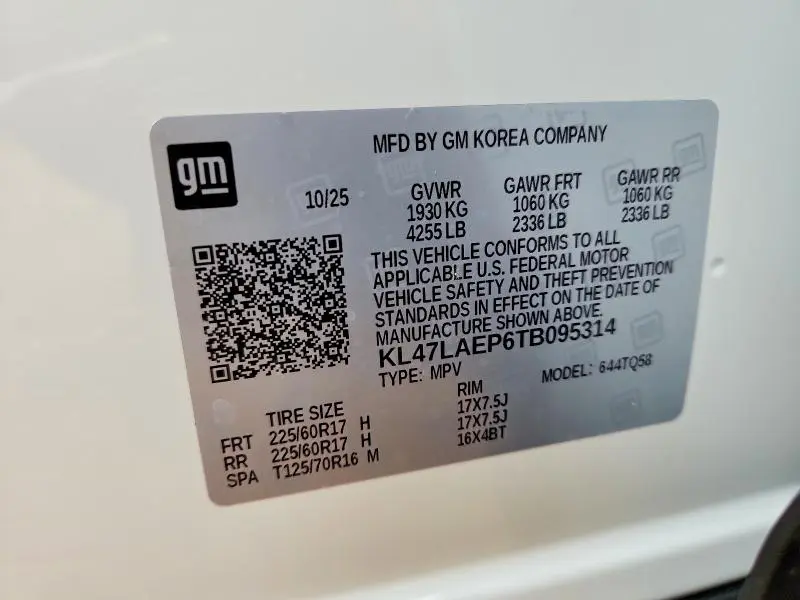 gm
MFD BY GM KOREA COMPANY
10/25
GVWR GAWR FRT GAWR RR
1930 KG 1060 KG 1060 KG
4255 LB 2336 LB 2336 LB
THIS VEHICLE CONFORMS TO ALL
APPLICABLE U.S. FEDERAL MOTOR
VEHICLE SAFETY AND THEFT PREVENTION
STANDARDS IN EFFECT ON THE DATE OF
MANUFACTURE SHOWN ABOVE.
KL47LAEP6TB095314
TYPE: MPV MODEL: 644TQ58
TIRE SIZE RIM
FRT 225/60R17 H 17X7.5J
RR 225/60R17 H 17X7.5J
SPA T125/70R16 M 16X4BT